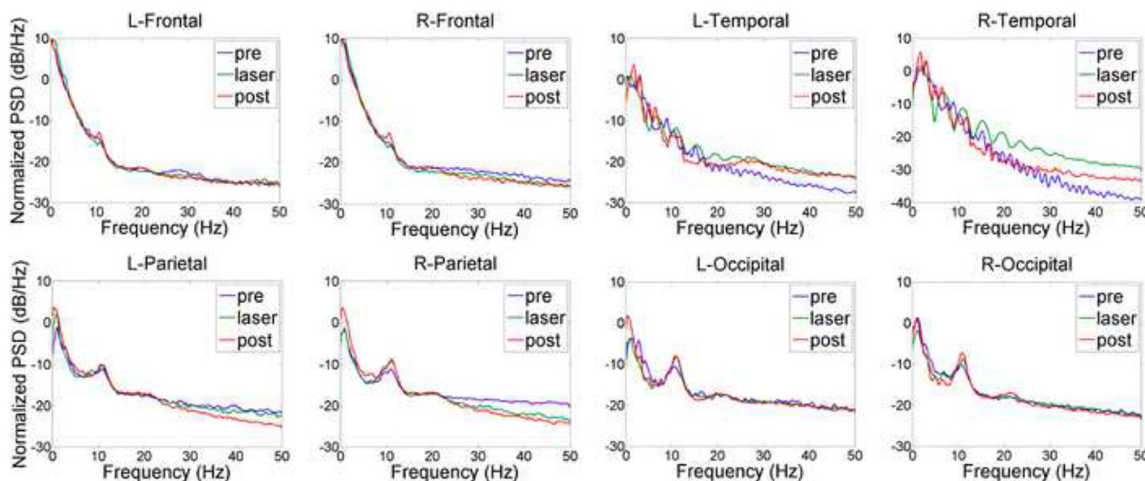 L-Frontal
R-Frontal
L-Temporal
R-Temporal
Normalized PSD (dB/Hz)
10
0
-10
-20
-30
0
10
20
30
40
50
Frequency (Hz)
pre
laser
post
10
0
-10
-20
-30
0
10
20
30
40
50
Frequency (Hz)
pre
laser
post
10
0
-10
-20
-30
0
10
20
30
40
50
Frequency (Hz)
pre
laser
post
10
0
-10
-20
-30
-40
0
10
20
30
40
50
Frequency (Hz)
pre
laser
post
L-Parietal
R-Parietal
L-Occipital
R-Occipital
Normalized PSD (dB/Hz)
10
0
-10
-20
-30
0
10
20
30
40
50
Frequency (Hz)
pre
laser
post
10
0
-10
-20
-30
0
10
20
30
40
50
Frequency (Hz)
pre
laser
post
10
0
-10
-20
-30
0
10
20
30
40
50
Frequency (Hz)
pre
laser
post
10
0
-10
-20
-30
0
10
20
30
40
50
Frequency (Hz)
pre
laser
post